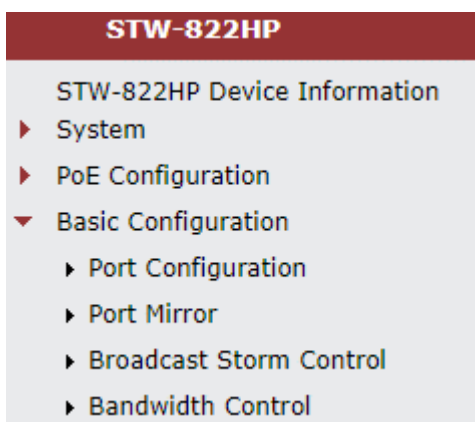 STW-822HP
STW-822HP Device Information
System
PoE Configuration
Basic Configuration
Port Configuration
Port Mirror
Broadcast Storm Control
Bandwidth Control